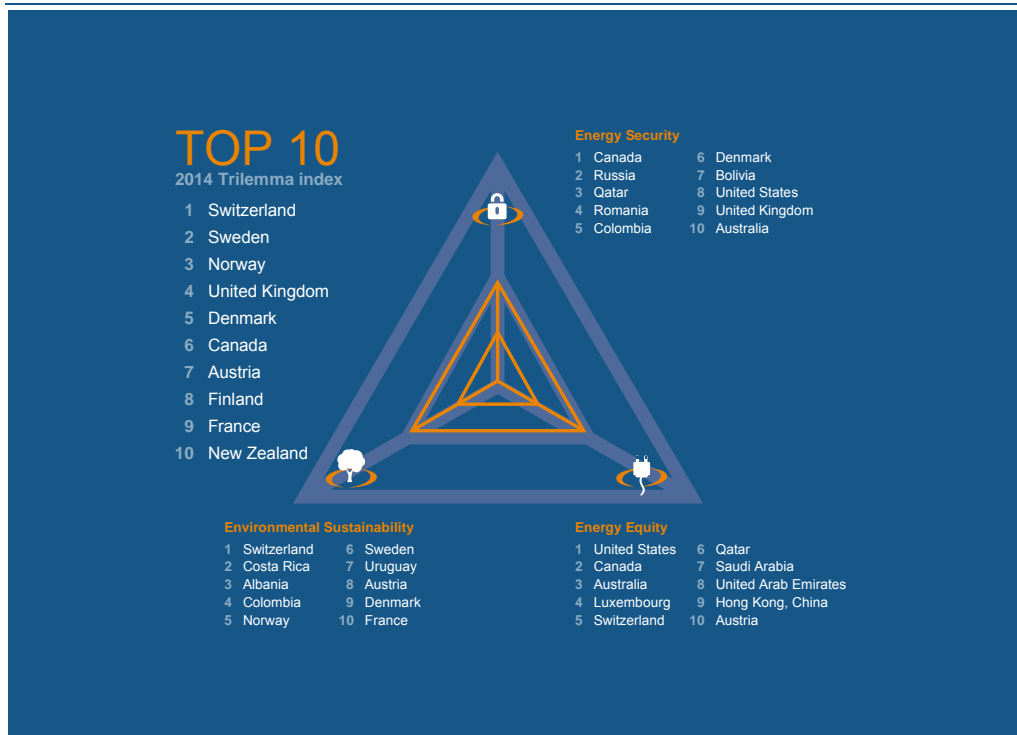 TOP 10
2014 Trilemma index
1 Switzerland
2 Sweden
3 Norway
4 United Kingdom
5 Denmark
6 Canada
7 Austria
8 Finland
9 France
10 New Zealand
Energy Security
1 Canada
2 Russia
3 Qatar
4 Romania
5 Colombia
6 Denmark
7 Bolivia
8 United States
9 United Kingdom
10 Australia
Environmental Sustainability
1 Switzerland
2 Costa Rica
3 Albania
4 Colombia
5 Norway
6 Sweden
7 Uruguay
8 Austria
9 Denmark
10 France
Energy Equity
1 United States
2 Canada
3 Australia
4 Luxembourg
5 Switzerland
6 Qatar
7 Saudi Arabia
8 United Arab Emirates
9 Hong Kong, China
10 Austria